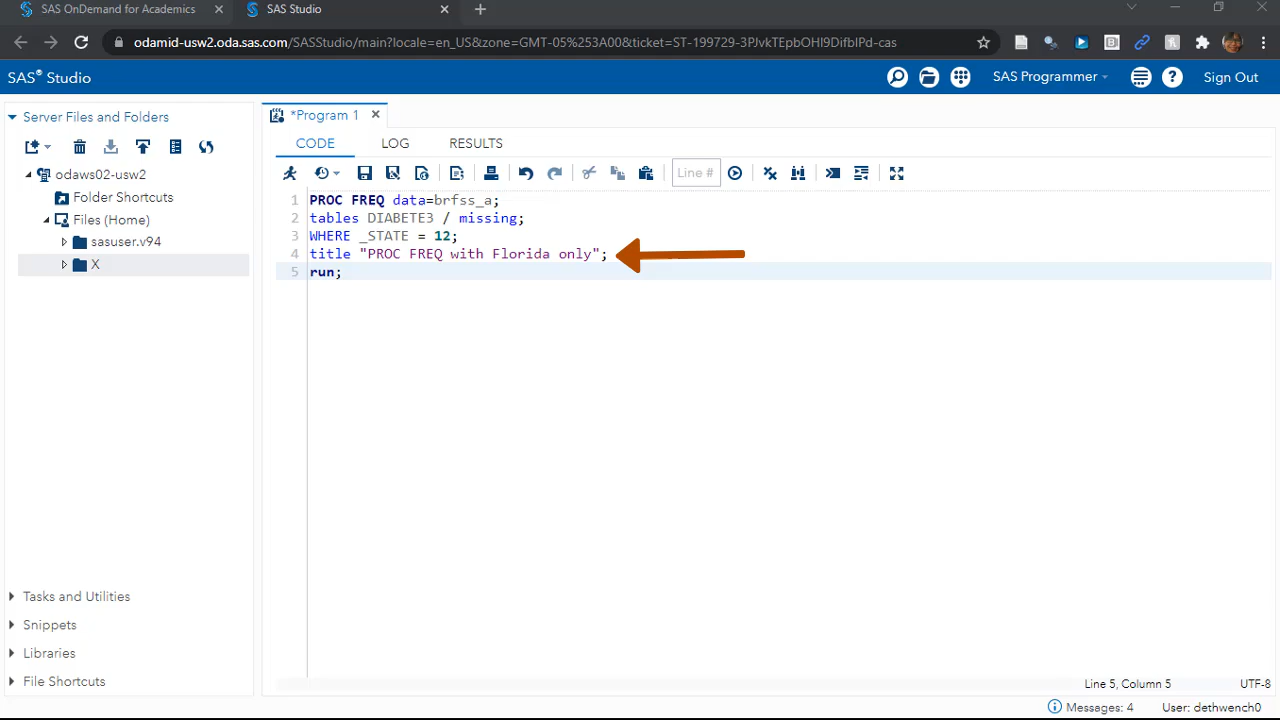 SAS OnDemand for Academics
SAS Studio
odamid-usw2.oda.sas.com/SASStudio/main?locale=en_US&zone=GMT-05%253A00&ticket=ST-199729-3PJvkTEpbOHI9DifbIPd-cas
SAS® Studio
SAS Programmer
Sign Out
Server Files and Folders
odaws02-usw2
Folder Shortcuts
Files (Home)
sasuser.v94
X
Tasks and Utilities
Snippets
Libraries
File Shortcuts
*Program 1
CODE LOG RESULTS
Line #
1 PROC FREQ data=brfss_a;
2 tables DIABETE3 / missing;
3 WHERE _STATE = 12;
4 title "PROC FREQ with Florida only";
5 run;
Line 5, Column 5 UTF-8
Messages: 4 User: dethwench0